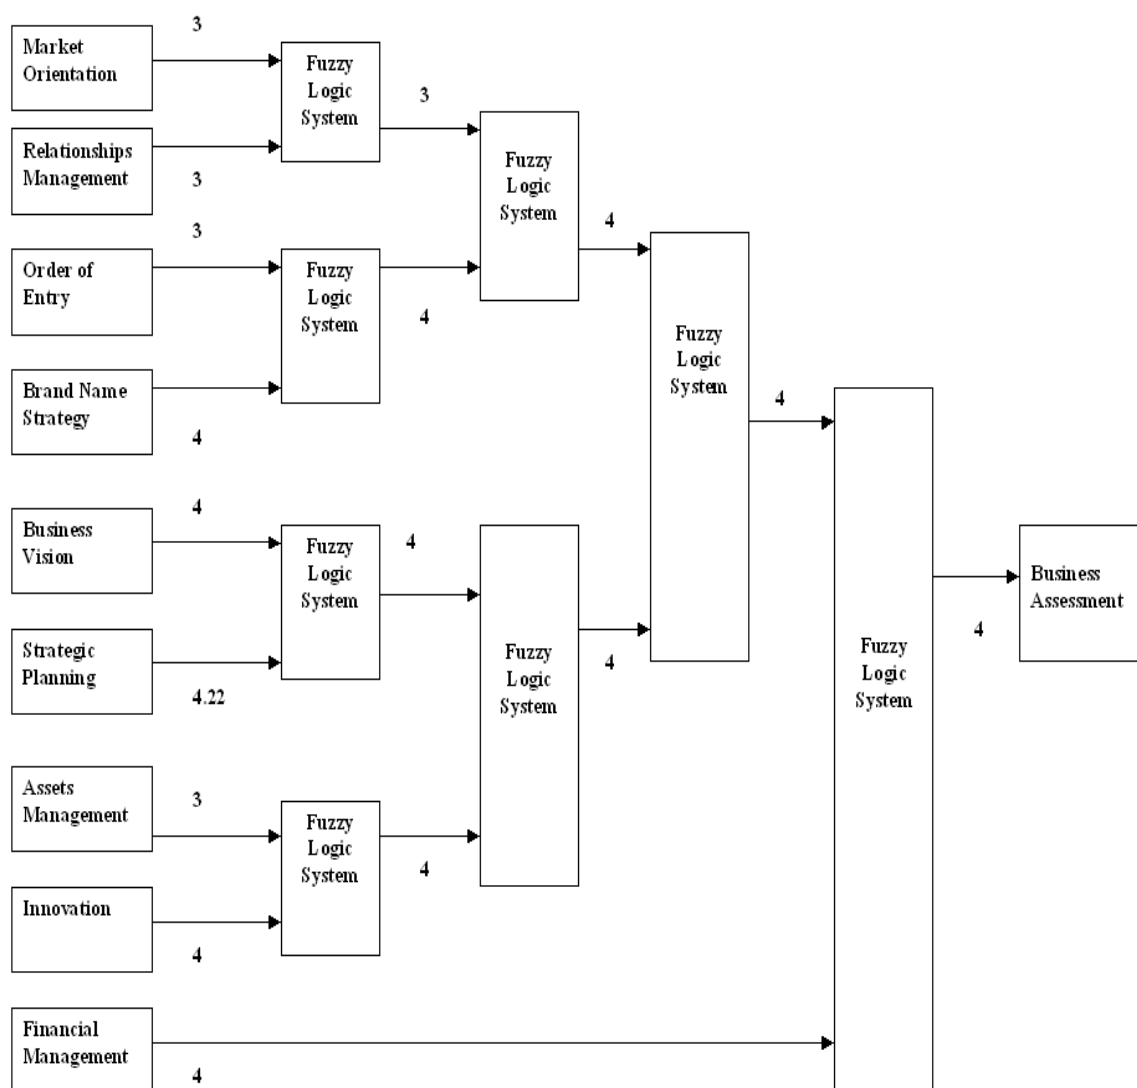 3
Market
Orientation
Fuzzy
Logic
System
3
Relationships
Management
3
Fuzzy
Logic
System
3
Order of
Entry
Fuzzy
Logic
System
4
4
Brand Name
Strategy
4
Fuzzy
Logic
System
4
4
Business
Vision
Fuzzy
Logic
System
4
Strategic
Planning
4.22
Fuzzy
Logic
System
4
Business
Assessment
4
Fuzzy
Logic
System
Assets
Management
3
Fuzzy
Logic
System
4
Innovation
4
Financial
Management
4